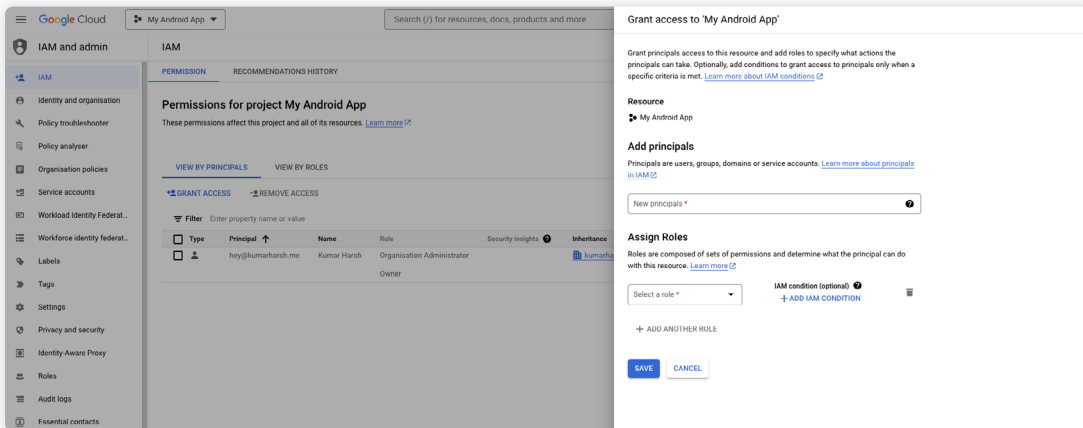 Google Cloud
My Android App
Search (/) for resources, docs, products and more
IAM and admin
IAM
Identity and organisation
Policy troubleshooter
Policy analyser
Organisation policies
Service accounts
Workload Identity Federat...
Workforce identity federat...
Labels
Tags
Settings
Privacy and security
Identity Aware Proxy
Roles
Audit logs
Essential contacts
IAM
PERMISSION RECOMMENDATIONS HISTORY
Permissions for project My Android App
These permissions affect this project and all of its resources. Learn more
VIEW BY PRINCIPALS VIEW BY ROLES
GRANT ACCESS REMOVE ACCESS
Filter Enter property name or value
Type Principal Name Role Security insights Inheritance
hey@kumarharsh.me Kumar Harsh Organisation Administrator kumarha
Owner
Grant access to 'My Android App'
Grant principals access to this resource and add roles to specify what actions the
principals can take. Optionally, add conditions to grant access to principals only when a
specific criteria is met. Learn more about IAM conditions
Resource
My Android App
Add principals
Principals are users, groups, domains or service accounts. Learn more about principals
in IAM
New principals *
Assign Roles
Roles are composed of sets of permissions and determine what the principal can do
with this resource. Learn more
Select a role *
IAM condition (optional)
+ ADD IAM CONDITION
+ ADD ANOTHER ROLE
SAVE CANCEL